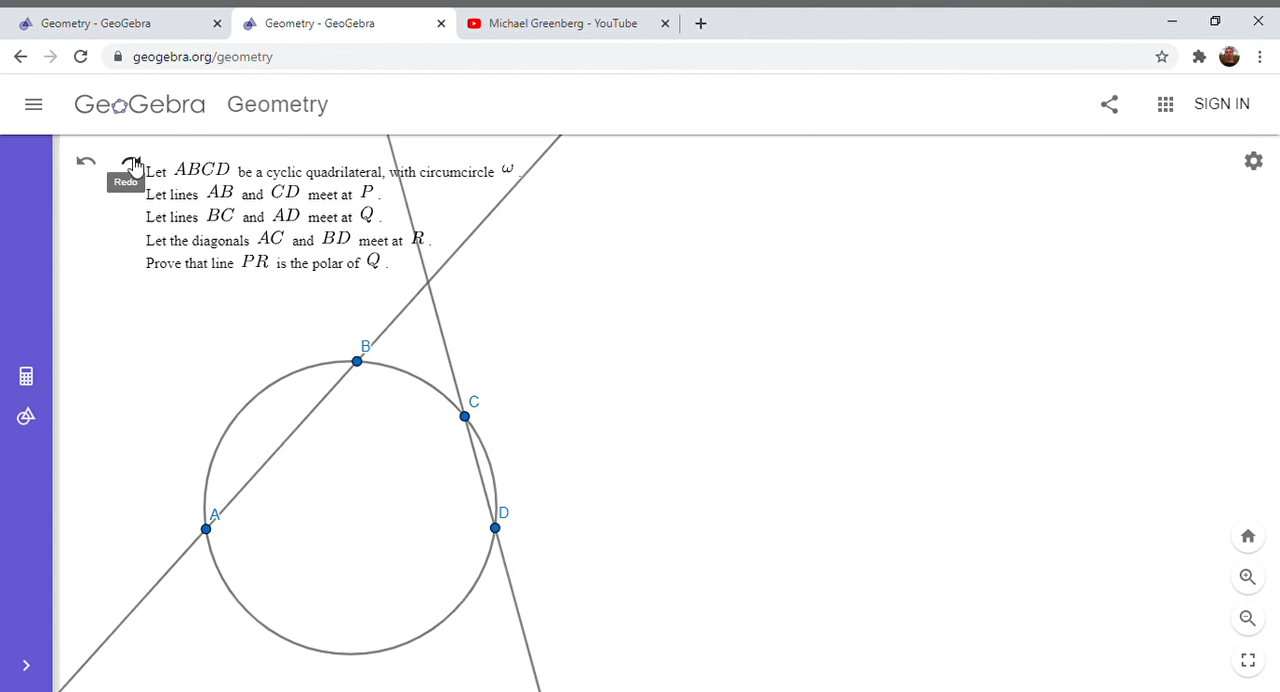 Geometry - GeoGebra
Geometry - GeoGebra
Michael Greenberg - YouTube
geogebra.org/geometry
GeoGebra Geometry
SIGN IN
Redo
Let ABCD be a cyclic quadrilateral, with circumcircle ω .
Let lines AB and CD meet at P .
Let lines BC and AD meet at Q .
Let the diagonals AC and BD meet at R .
Prove that line PR is the polar of Q .
B
C
A
D